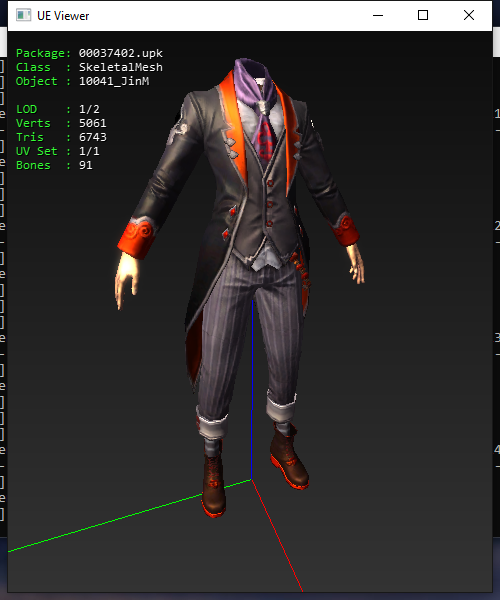 UE Viewer
Package: 00037402.upk
Class  : SkeletalMesh
Object : 10041_JinM
LOD    : 1/2
Verts  : 5061
Tris   : 6743
UV Set : 1/1
Bones  : 91